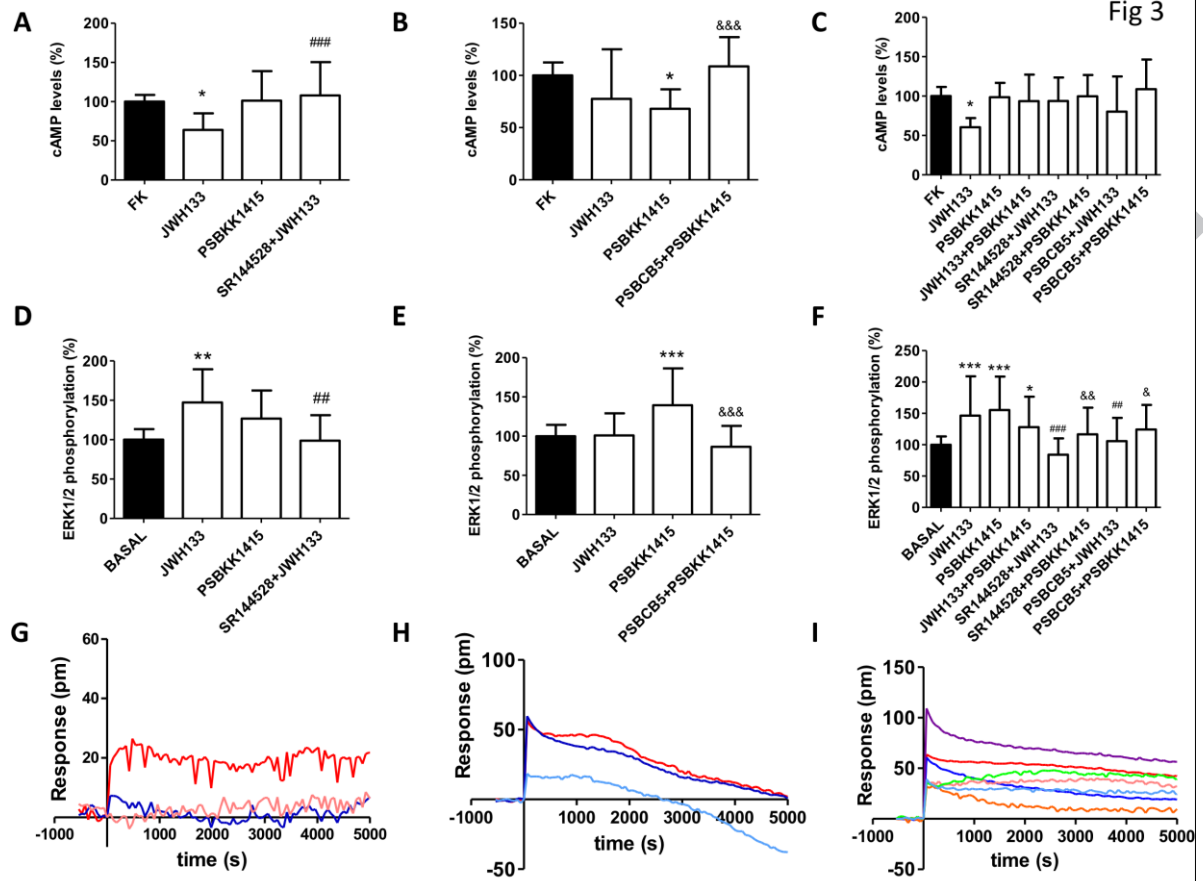 Fig 3
A
cAMP levels (%)
200
150
100
50
0
*
###
FK
JWH133
PSBKK1415
SR144528+JWH133
B
cAMP levels (%)
150
100
50
0
*
&&&
FK
JWH133
PSBKK1415
PSBCB5+PSBKK1415
C
cAMP levels (%)
200
150
100
50
0
*
FK
JWH133
PSBKK1415
JWH133+PSBKK1415
SR144528+JWH133
SR144528+PSBKK1415
PSBCB5+JWH133
PSBCB5+PSBKK1415
D
ERK1/2 phosphorylation (%)
200
150
100
50
0
**
##
BASAL
JWH133
PSBKK1415
SR144528+JWH133
E
ERK1/2 phosphorylation (%)
200
150
100
50
0
***
&&&
BASAL
JWH133
PSBKK1415
PSBCB5+PSBKK1415
F
ERK1/2 phosphorylation (%)
250
200
150
100
50
0
***
***
*
###
&&
##
&
BASAL
JWH133
PSBKK1415
JWH133+PSBKK1415
SR144528+JWH133
SR144528+PSBKK1415
PSBCB5+JWH133
PSBCB5+PSBKK1415
G
Response (pm)
60
40
20
-1000
0
1000
2000
3000
4000
5000
time (s)
H
Response (pm)
100
50
-50
-1000
0
1000
2000
3000
4000
5000
time (s)
I
Response (pm)
150
100
50
-50
-1000
0
1000
2000
3000
4000
5000
time (s)